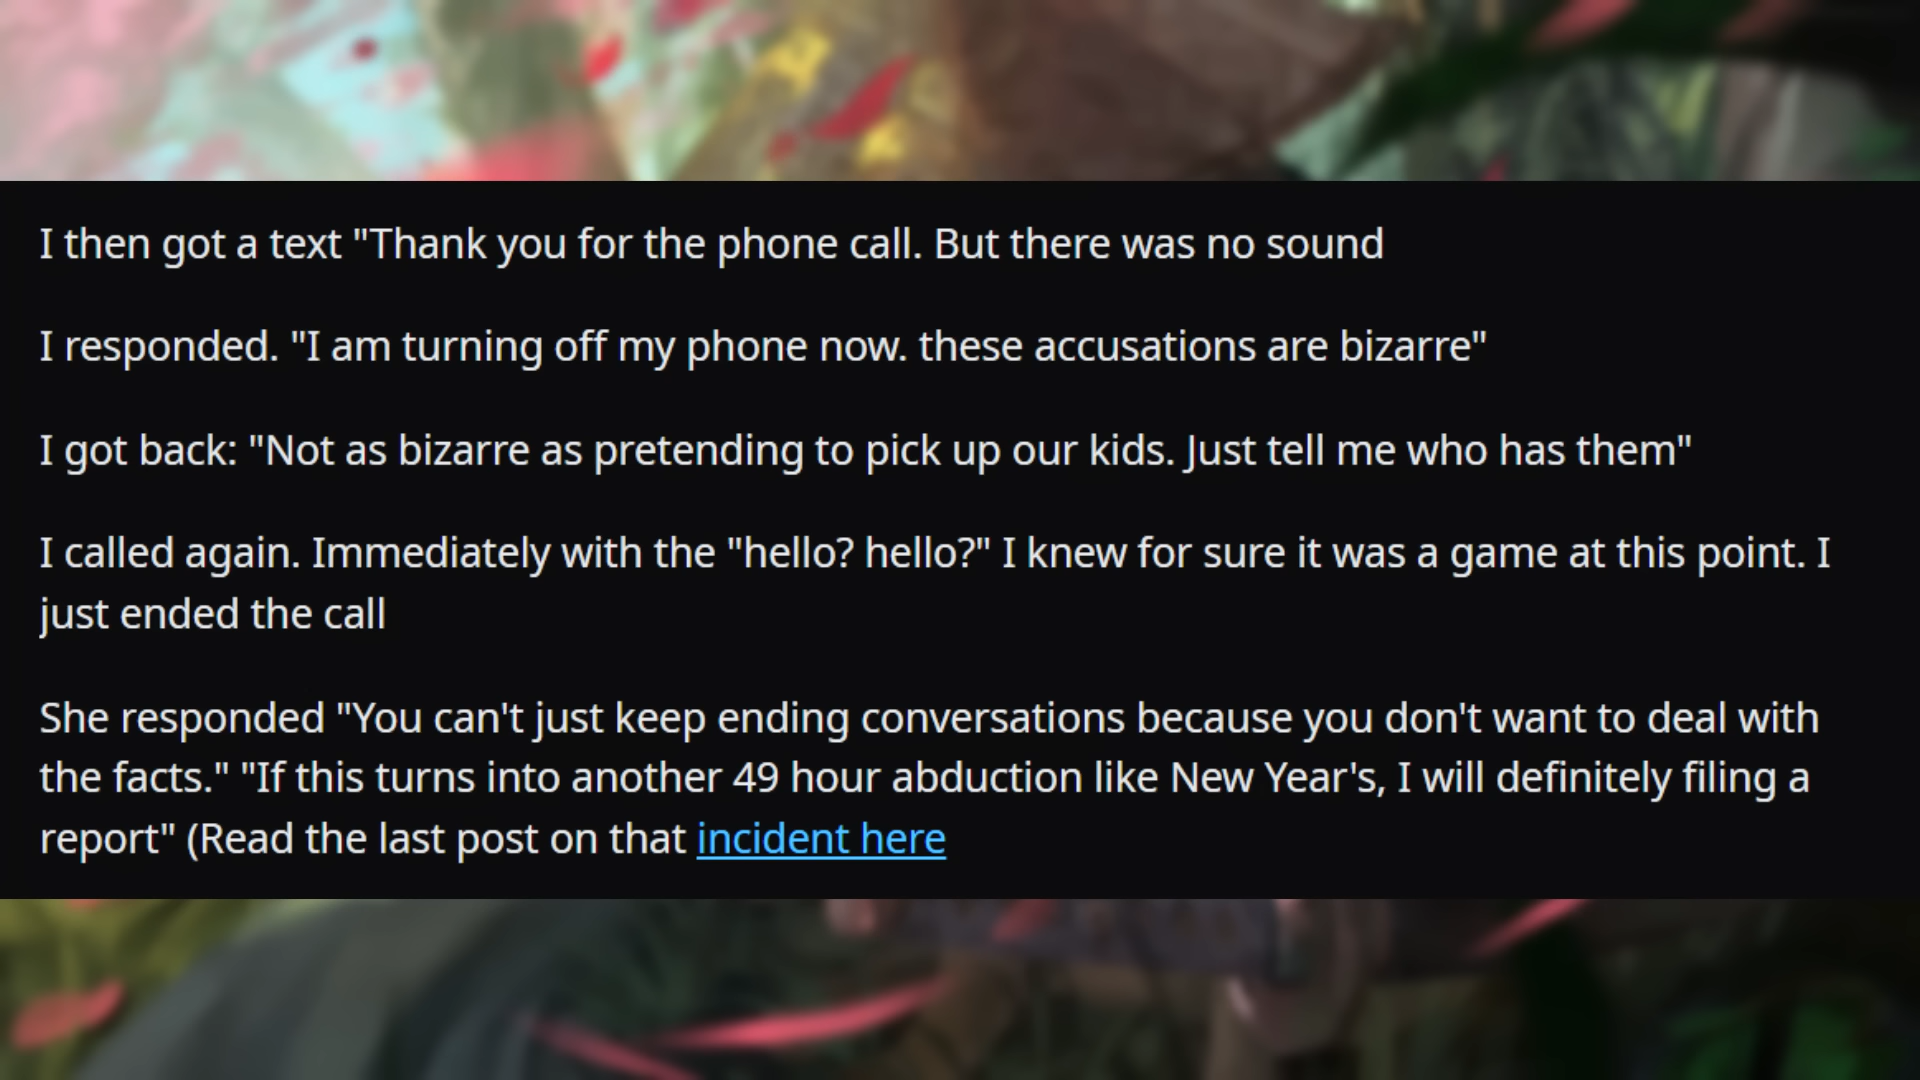 I then got a text "Thank you for the phone call. But there was no sound
I responded. "I am turning off my phone now. these accusations are bizarre"
I got back: "Not as bizarre as pretending to pick up our kids. Just tell me who has them"
I called again. Immediately with the "hello? hello?" I knew for sure it was a game at this point. I
just ended the call
She responded "You can't just keep ending conversations because you don't want to deal with
the facts." "If this turns into another 49 hour abduction like New Year's, I will definitely filing a
report" (Read the last post on that incident here